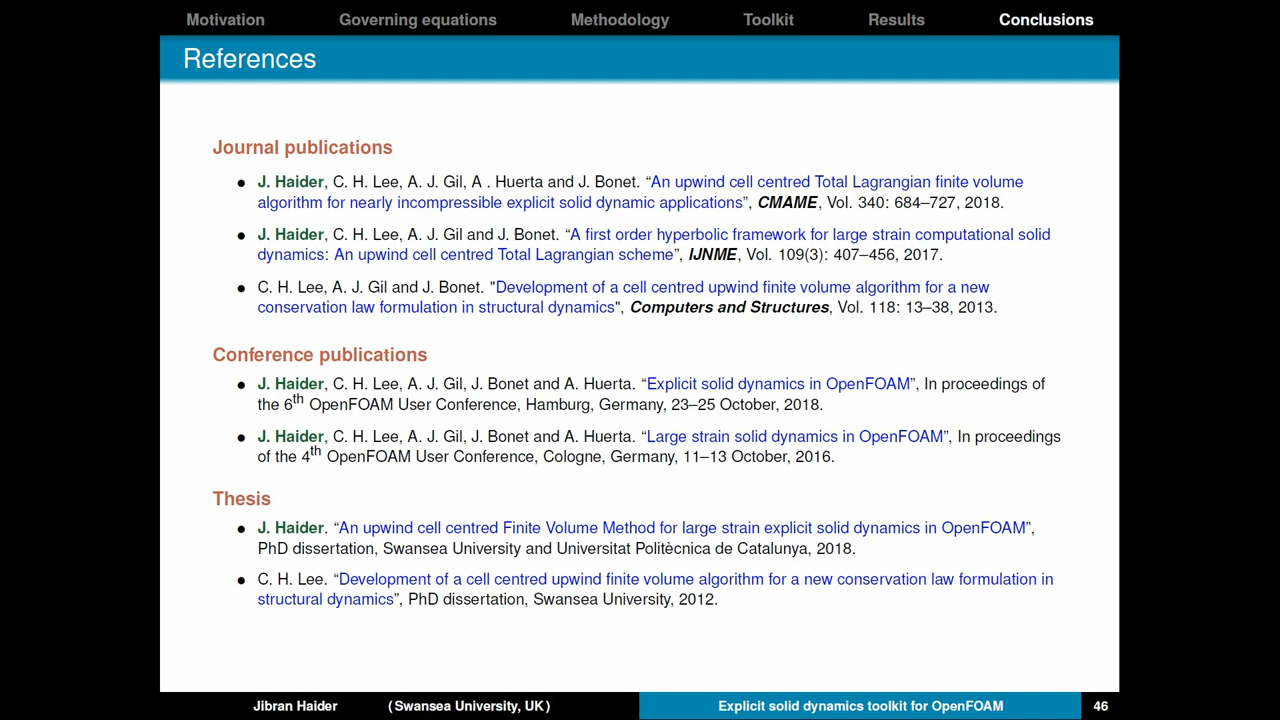 Motivation Governing equations Methodology Toolkit Results Conclusions
References
Journal publications
● J. Haider, C. H. Lee, A. J. Gil, A . Huerta and J. Bonet. “An upwind cell centred Total Lagrangian finite volume
algorithm for nearly incompressible explicit solid dynamic applications”, CMAME, Vol. 340: 684–727, 2018.
● J. Haider, C. H. Lee, A. J. Gil and J. Bonet. “A first order hyperbolic framework for large strain computational solid
dynamics: An upwind cell centred Total Lagrangian scheme”, IJNME, Vol. 109(3): 407–456, 2017.
● C. H. Lee, A. J. Gil and J. Bonet. "Development of a cell centred upwind finite volume algorithm for a new
conservation law formulation in structural dynamics", Computers and Structures, Vol. 118: 13–38, 2013.
Conference publications
● J. Haider, C. H. Lee, A. J. Gil, J. Bonet and A. Huerta. “Explicit solid dynamics in OpenFOAM”, In proceedings of
the 6th OpenFOAM User Conference, Hamburg, Germany, 23–25 October, 2018.
● J. Haider, C. H. Lee, A. J. Gil, J. Bonet and A. Huerta. “Large strain solid dynamics in OpenFOAM”, In proceedings
of the 4th OpenFOAM User Conference, Cologne, Germany, 11–13 October, 2016.
Thesis
● J. Haider. “An upwind cell centred Finite Volume Method for large strain explicit solid dynamics in OpenFOAM”,
PhD dissertation, Swansea University and Universitat Politècnica de Catalunya, 2018.
● C. H. Lee. “Development of a cell centred upwind finite volume algorithm for a new conservation law formulation in
structural dynamics”, PhD dissertation, Swansea University, 2012.
Jibran Haider (Swansea University, UK) Explicit solid dynamics toolkit for OpenFOAM 46